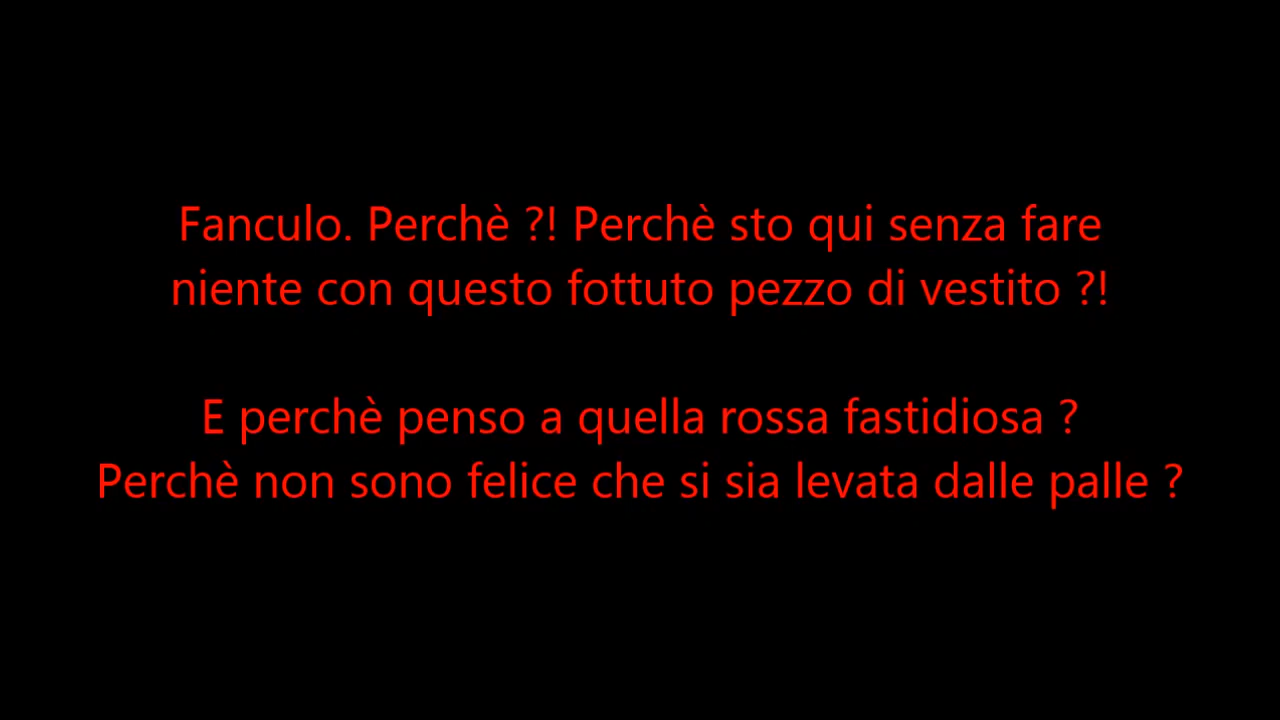 Fanculo. Perchè ?! Perchè sto qui senza fare
niente con questo fottuto pezzo di vestito ?!
E perchè penso a quella rossa fastidiosa ?
Perchè non sono felice che si sia levata dalle palle ?